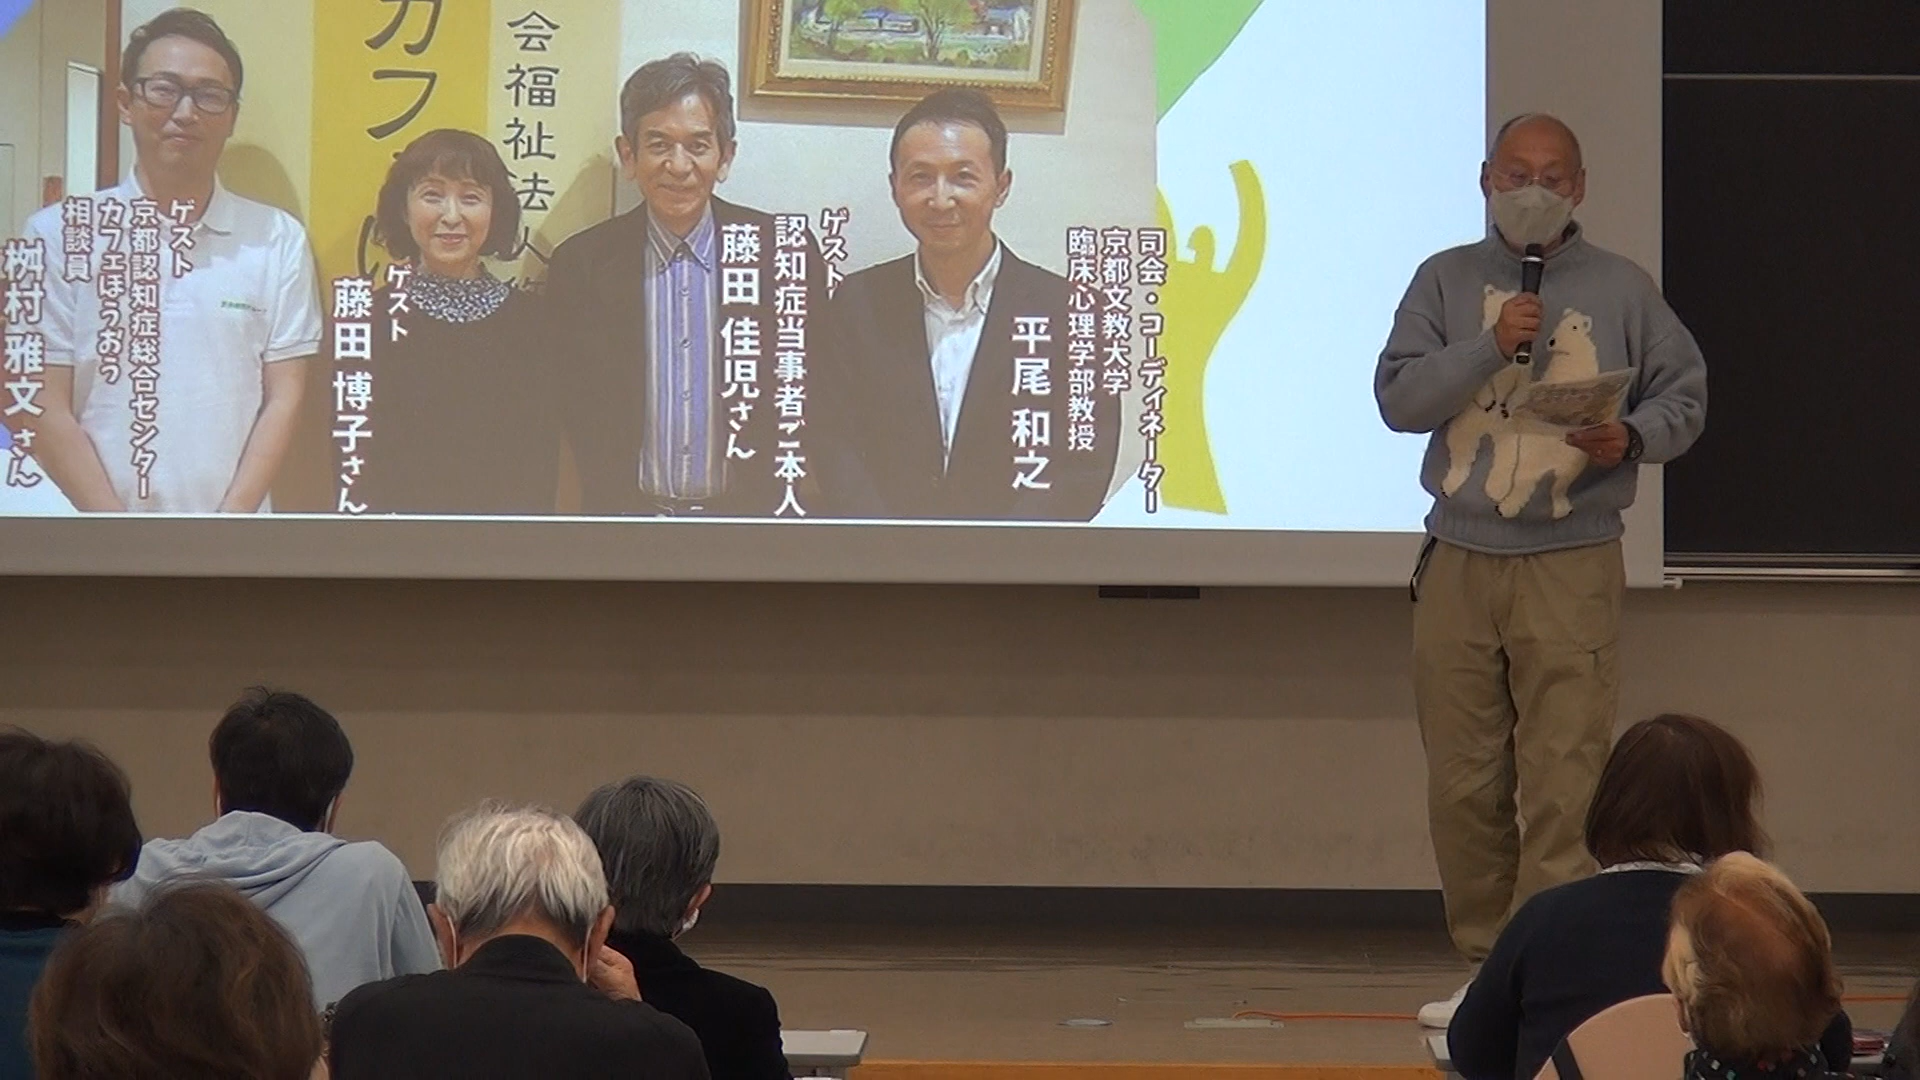 カフ
会福祉法人
司会・コーディネーター
京都文教大学
臨床心理学部教授
平尾 和之
ゲスト
認知症当事者ご本人
藤田 佳児さん
ゲスト
藤田 博子さん
ゲスト
京都認知症総合センター
カフェほうおう
相談員
桝村 雅文さん